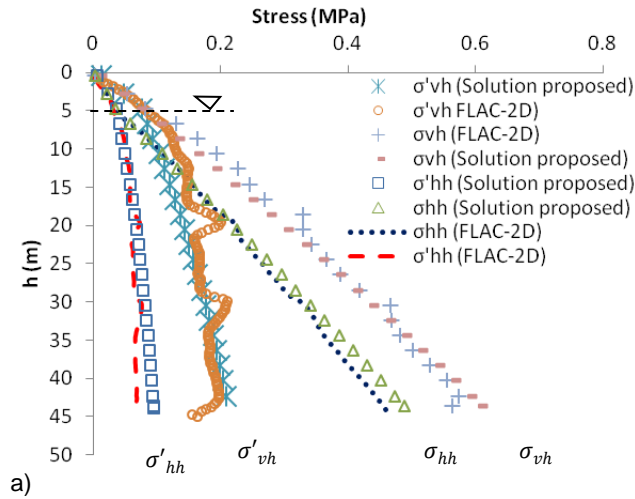 Stress (MPa)
0 0.2 0.4 0.6 0.8
0
5
10
15
20
25
30
35
40
45
50
h (m)
σ'vh (Solution proposed)
σ'vh FLAC-2D)
σvh (FLAC-2D)
σvh (Solution proposed)
σ'hh (Solution proposed)
σhh (Solution proposed)
σhh (FLAC-2D)
σ'hh (FLAC-2D)
σ′hh σ′vh σhh σvh
a)